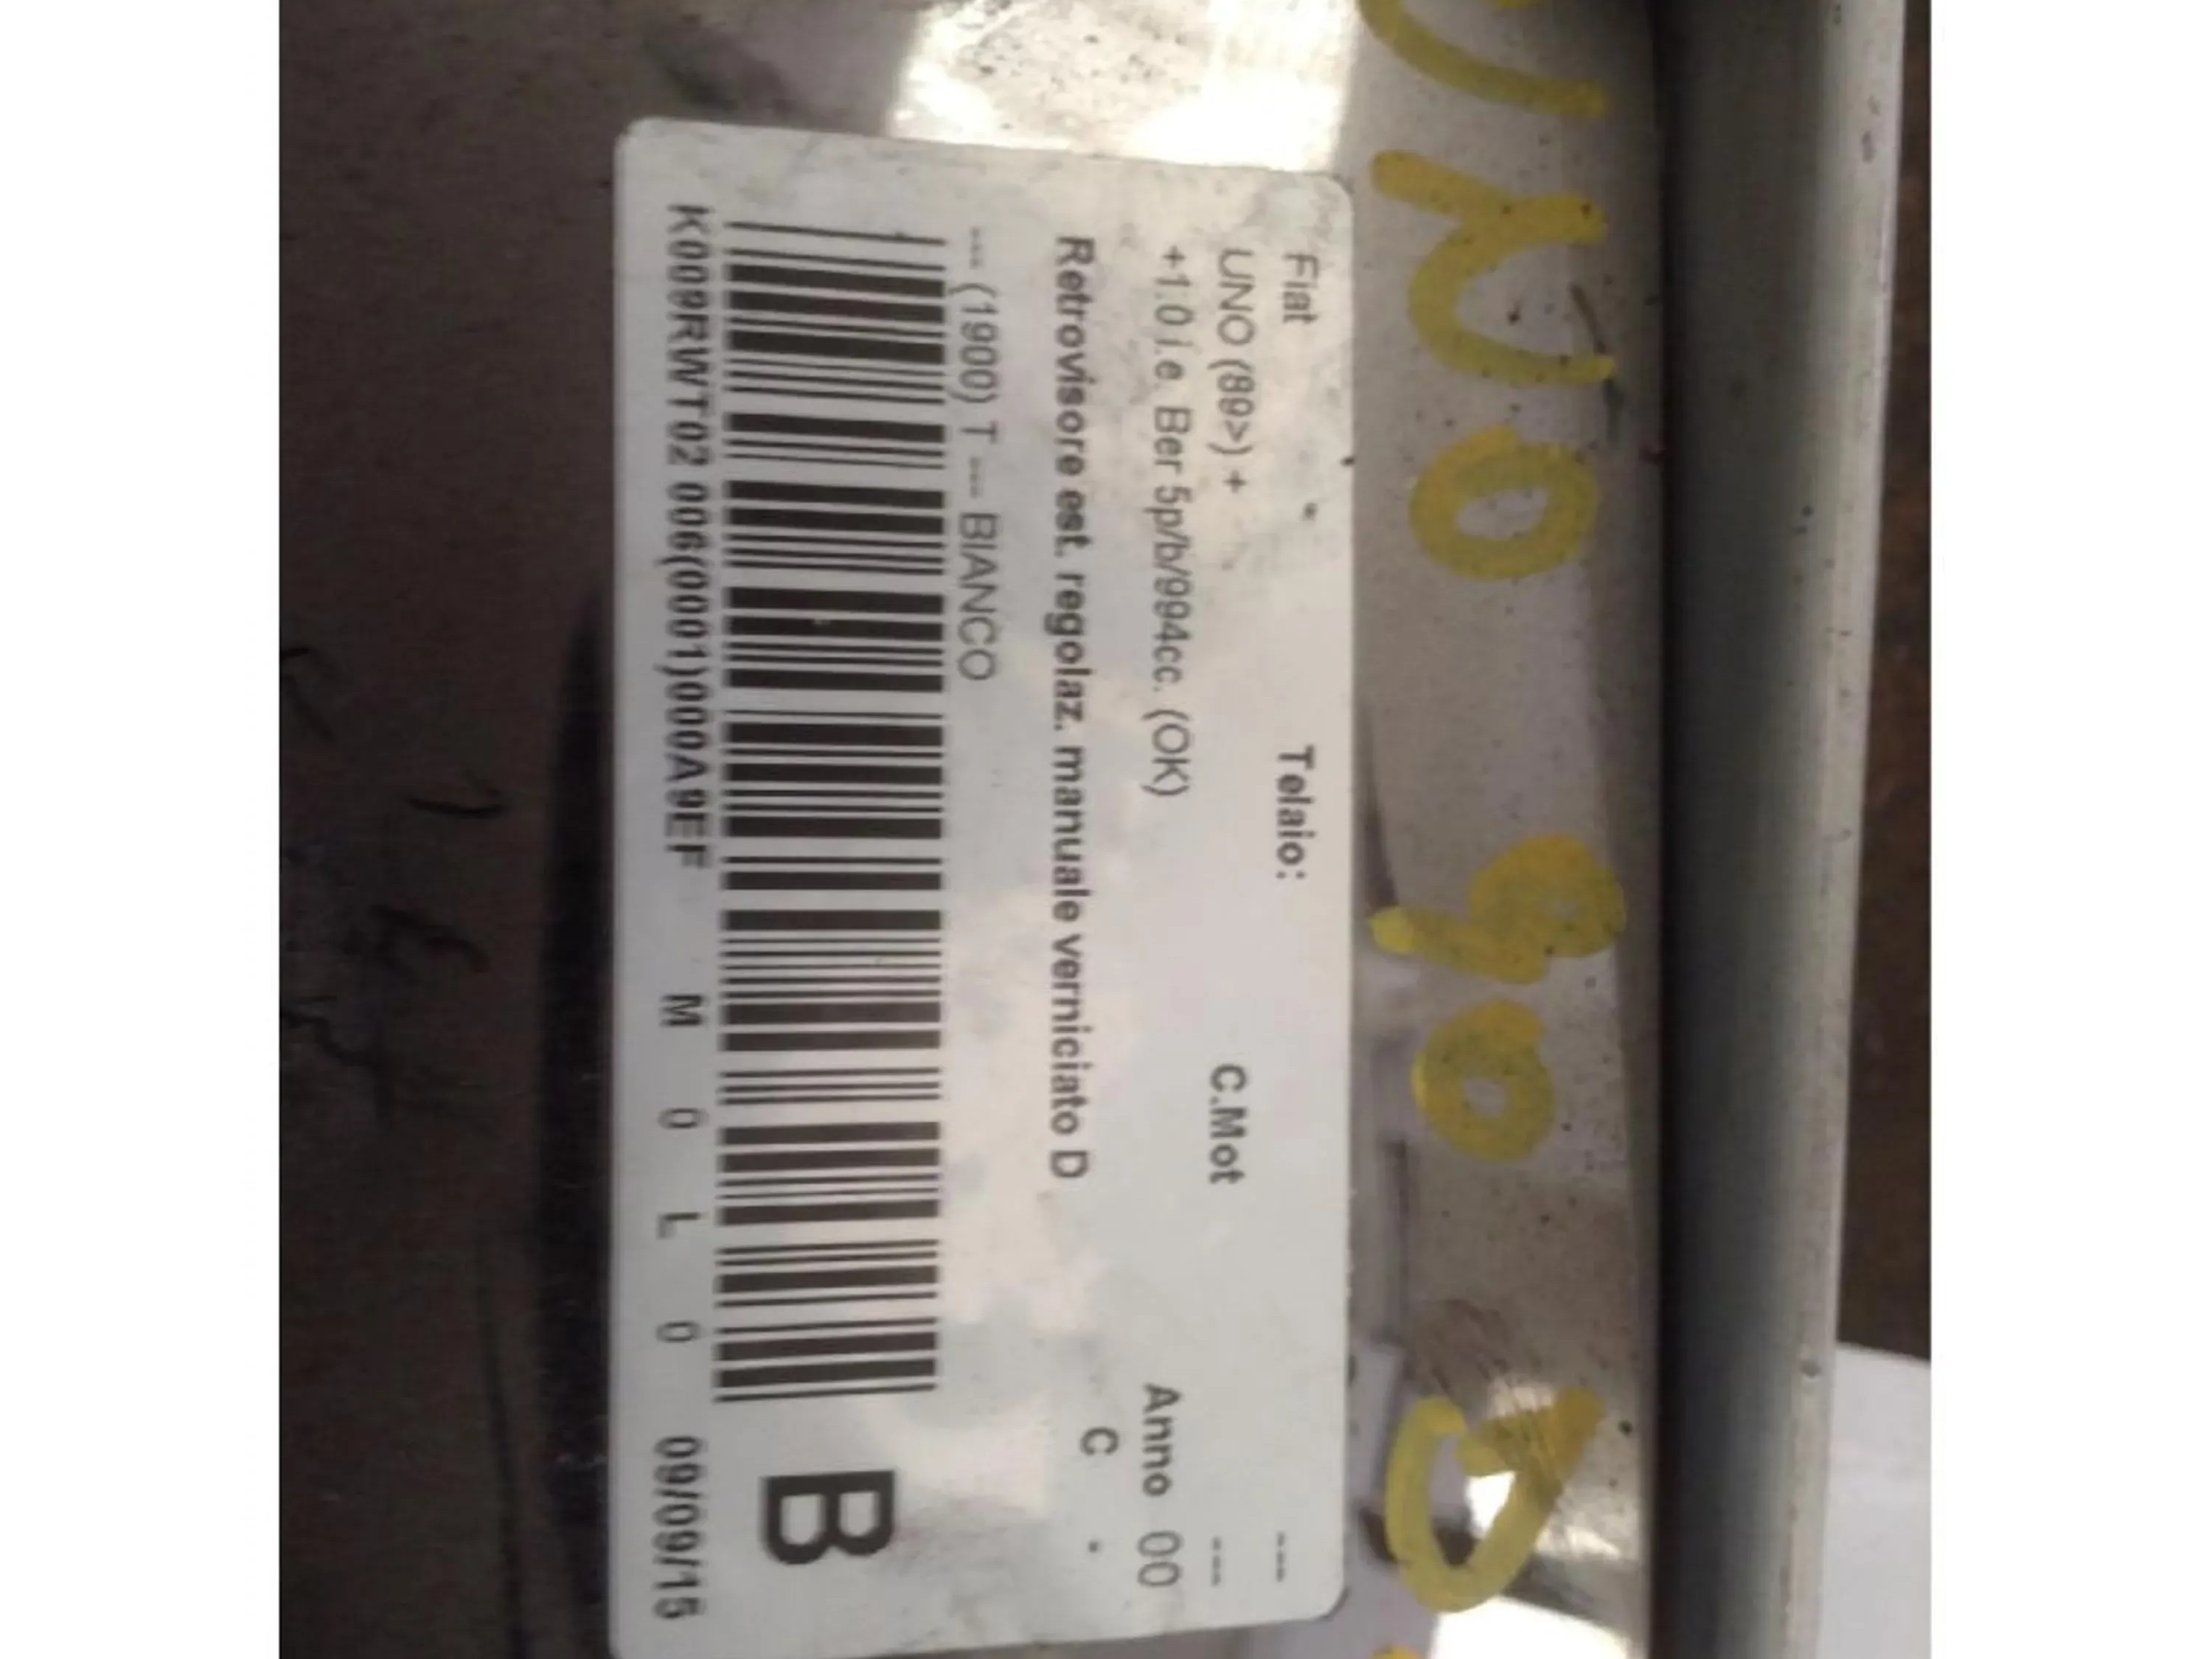 UNO 90 D
Fiat Telaio: ---
UNO (89>) + C.Mot ---
+1.0 i.e. Ber 5p/b/994cc. (OK) Anno 00
Retrovisore est. regolaz. manuale verniciato D C .
--- (1900) T --- BIANCO
B
K009RWT02 006(0001)000A9EF M 0 L 0 09/09/15